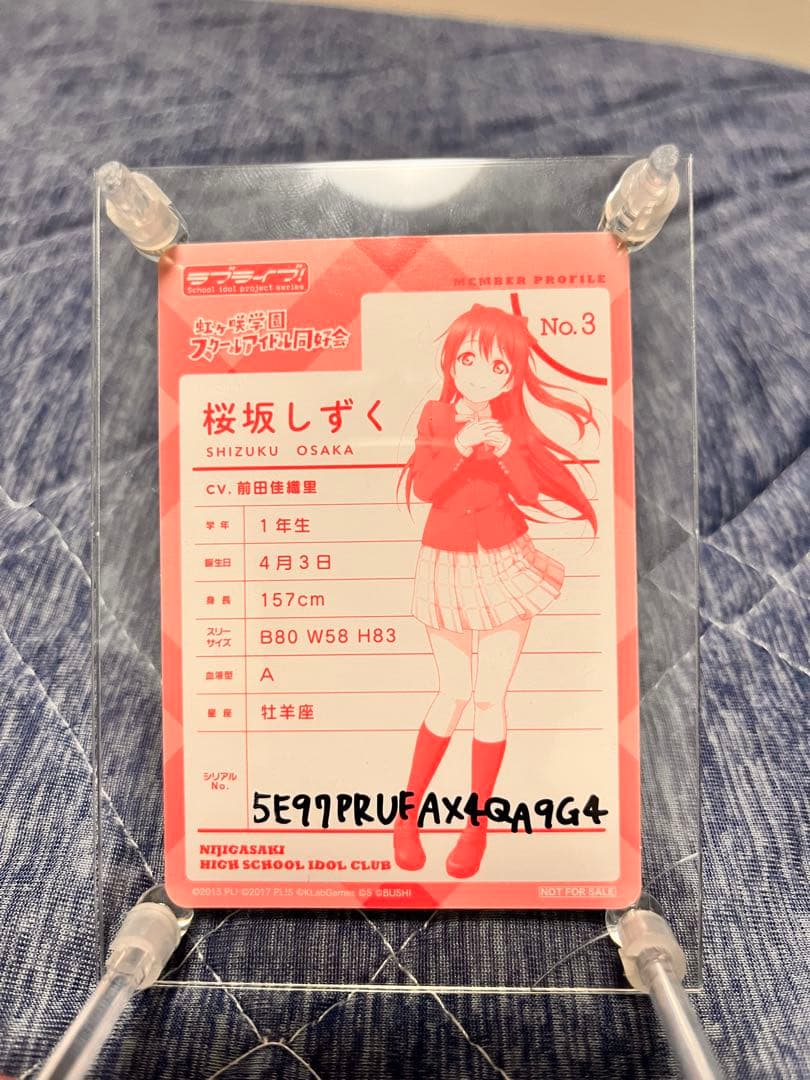 ラブライブ!
School idol project series
MEMBER PROFILE
虹ヶ咲学園
スクールアイドル同好会
No.3
桜坂しずく
SHIZUKU OSAKA
CV. 前田佳織里
学年 1年生
誕生日 4月3日
身長 157cm
スリーサイズ B80 W58 H83
血液型 A
星座 牡羊座
シリアルNo. 5E97PRUFAX4QA9G4
NIJIGASAKI
HIGH SCHOOL IDOL CLUB
©2013 PL! ©2017 PL!S ©KLabGames ©S ©BUSHI
NOT FOR SALE